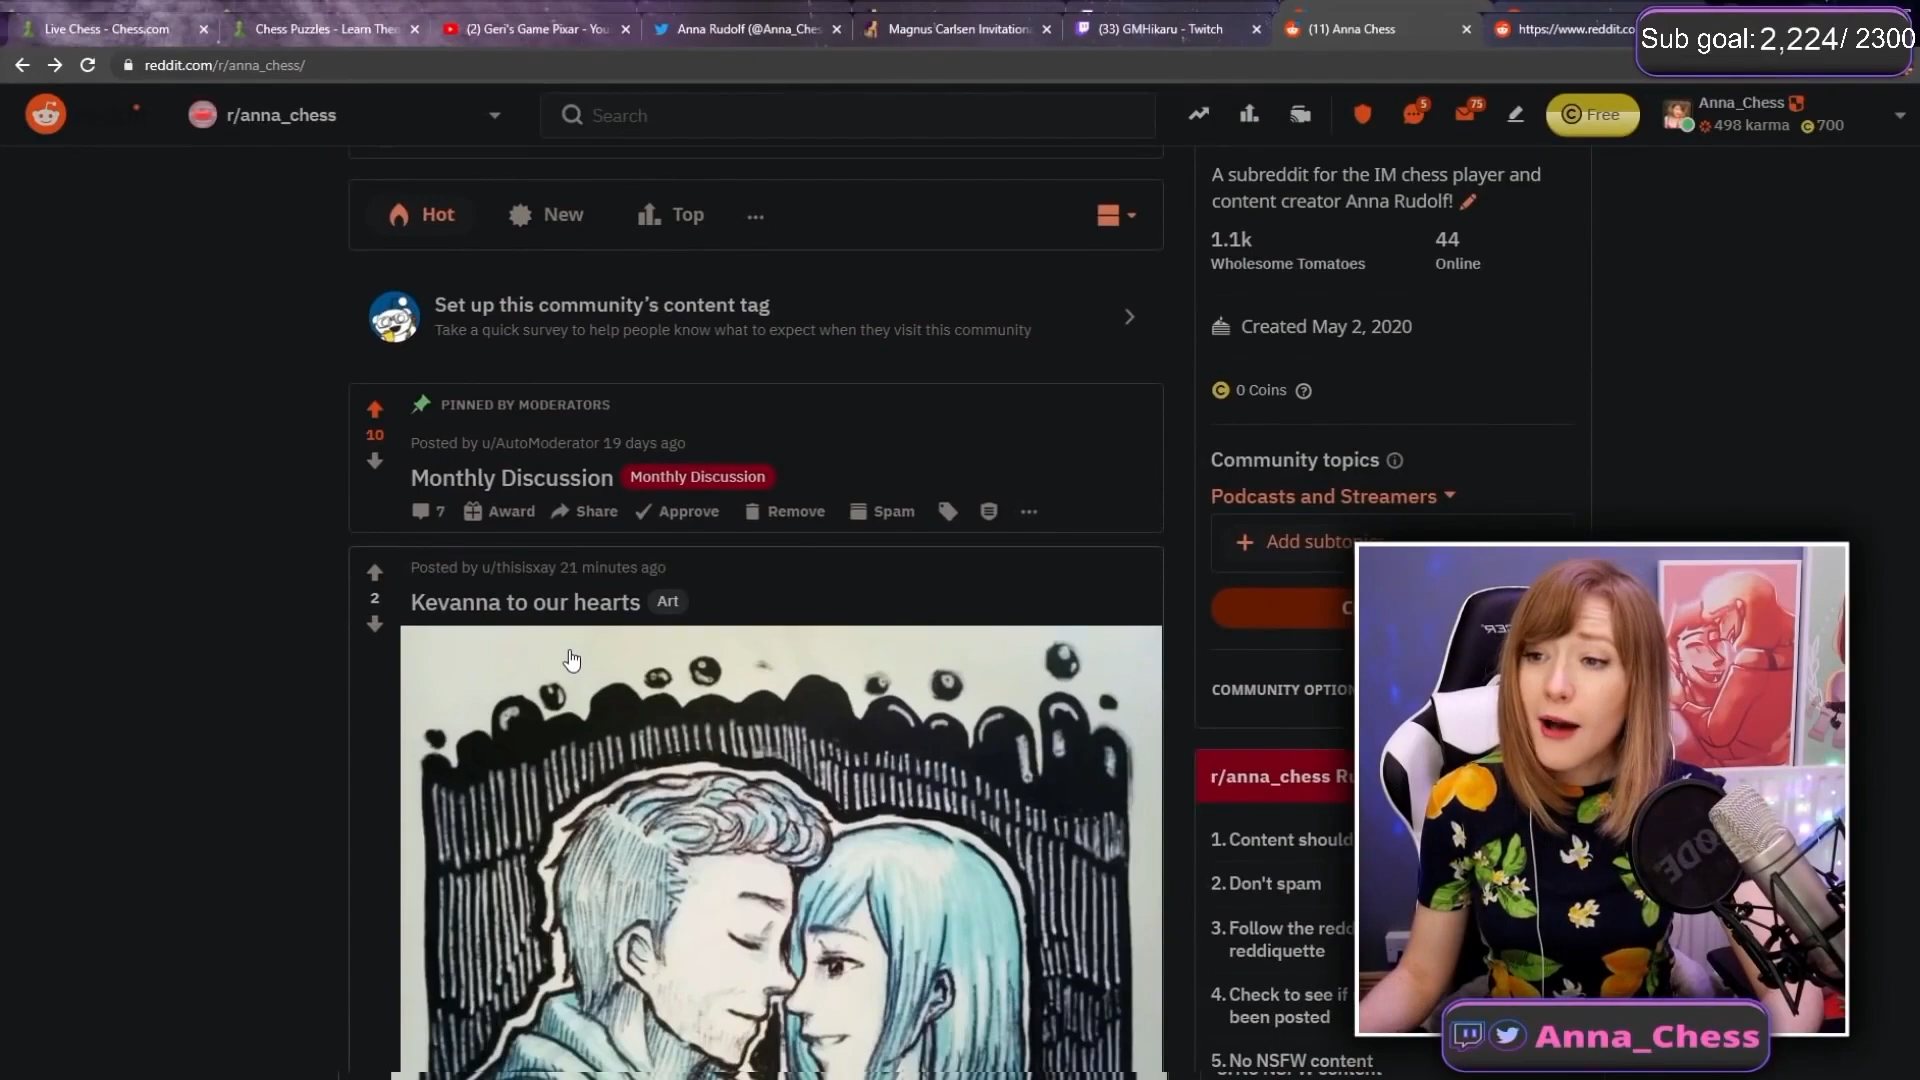 Live Chess - Chess.com
Chess Puzzles - Learn The
(2) Geri's Game Pixar - You
Anna Rudolf (@Anna_Ches
Magnus Carlsen Invitation
(33) GMHikaru - Twitch
(11) Anna Chess
https://www.reddit.co
Sub goal: 2,224/ 2300
reddit.com/r/anna_chess/
r/anna_chess
Search
5
75
Free
Anna_Chess
498 karma
700
Hot
New
Top
...
Set up this community's content tag
Take a quick survey to help people know what to expect when they visit this community
PINNED BY MODERATORS
10
Posted by u/AutoModerator 19 days ago
Monthly Discussion
Monthly Discussion
7
Award
Share
Approve
Remove
Spam
...
Posted by u/thisisxay 21 minutes ago
2
Kevanna to our hearts
Art
A subreddit for the IM chess player and
content creator Anna Rudolf!
1.1k
44
Wholesome Tomatoes
Online
Created May 2, 2020
0 Coins
Community topics
Podcasts and Streamers
+ Add subtopic
C
COMMUNITY OPTION
r/anna_chess Ru
1. Content should
2. Don't spam
3. Follow the redd
reddiquette
4. Check to see if
been posted
5. No NSFW content
Anna_Chess